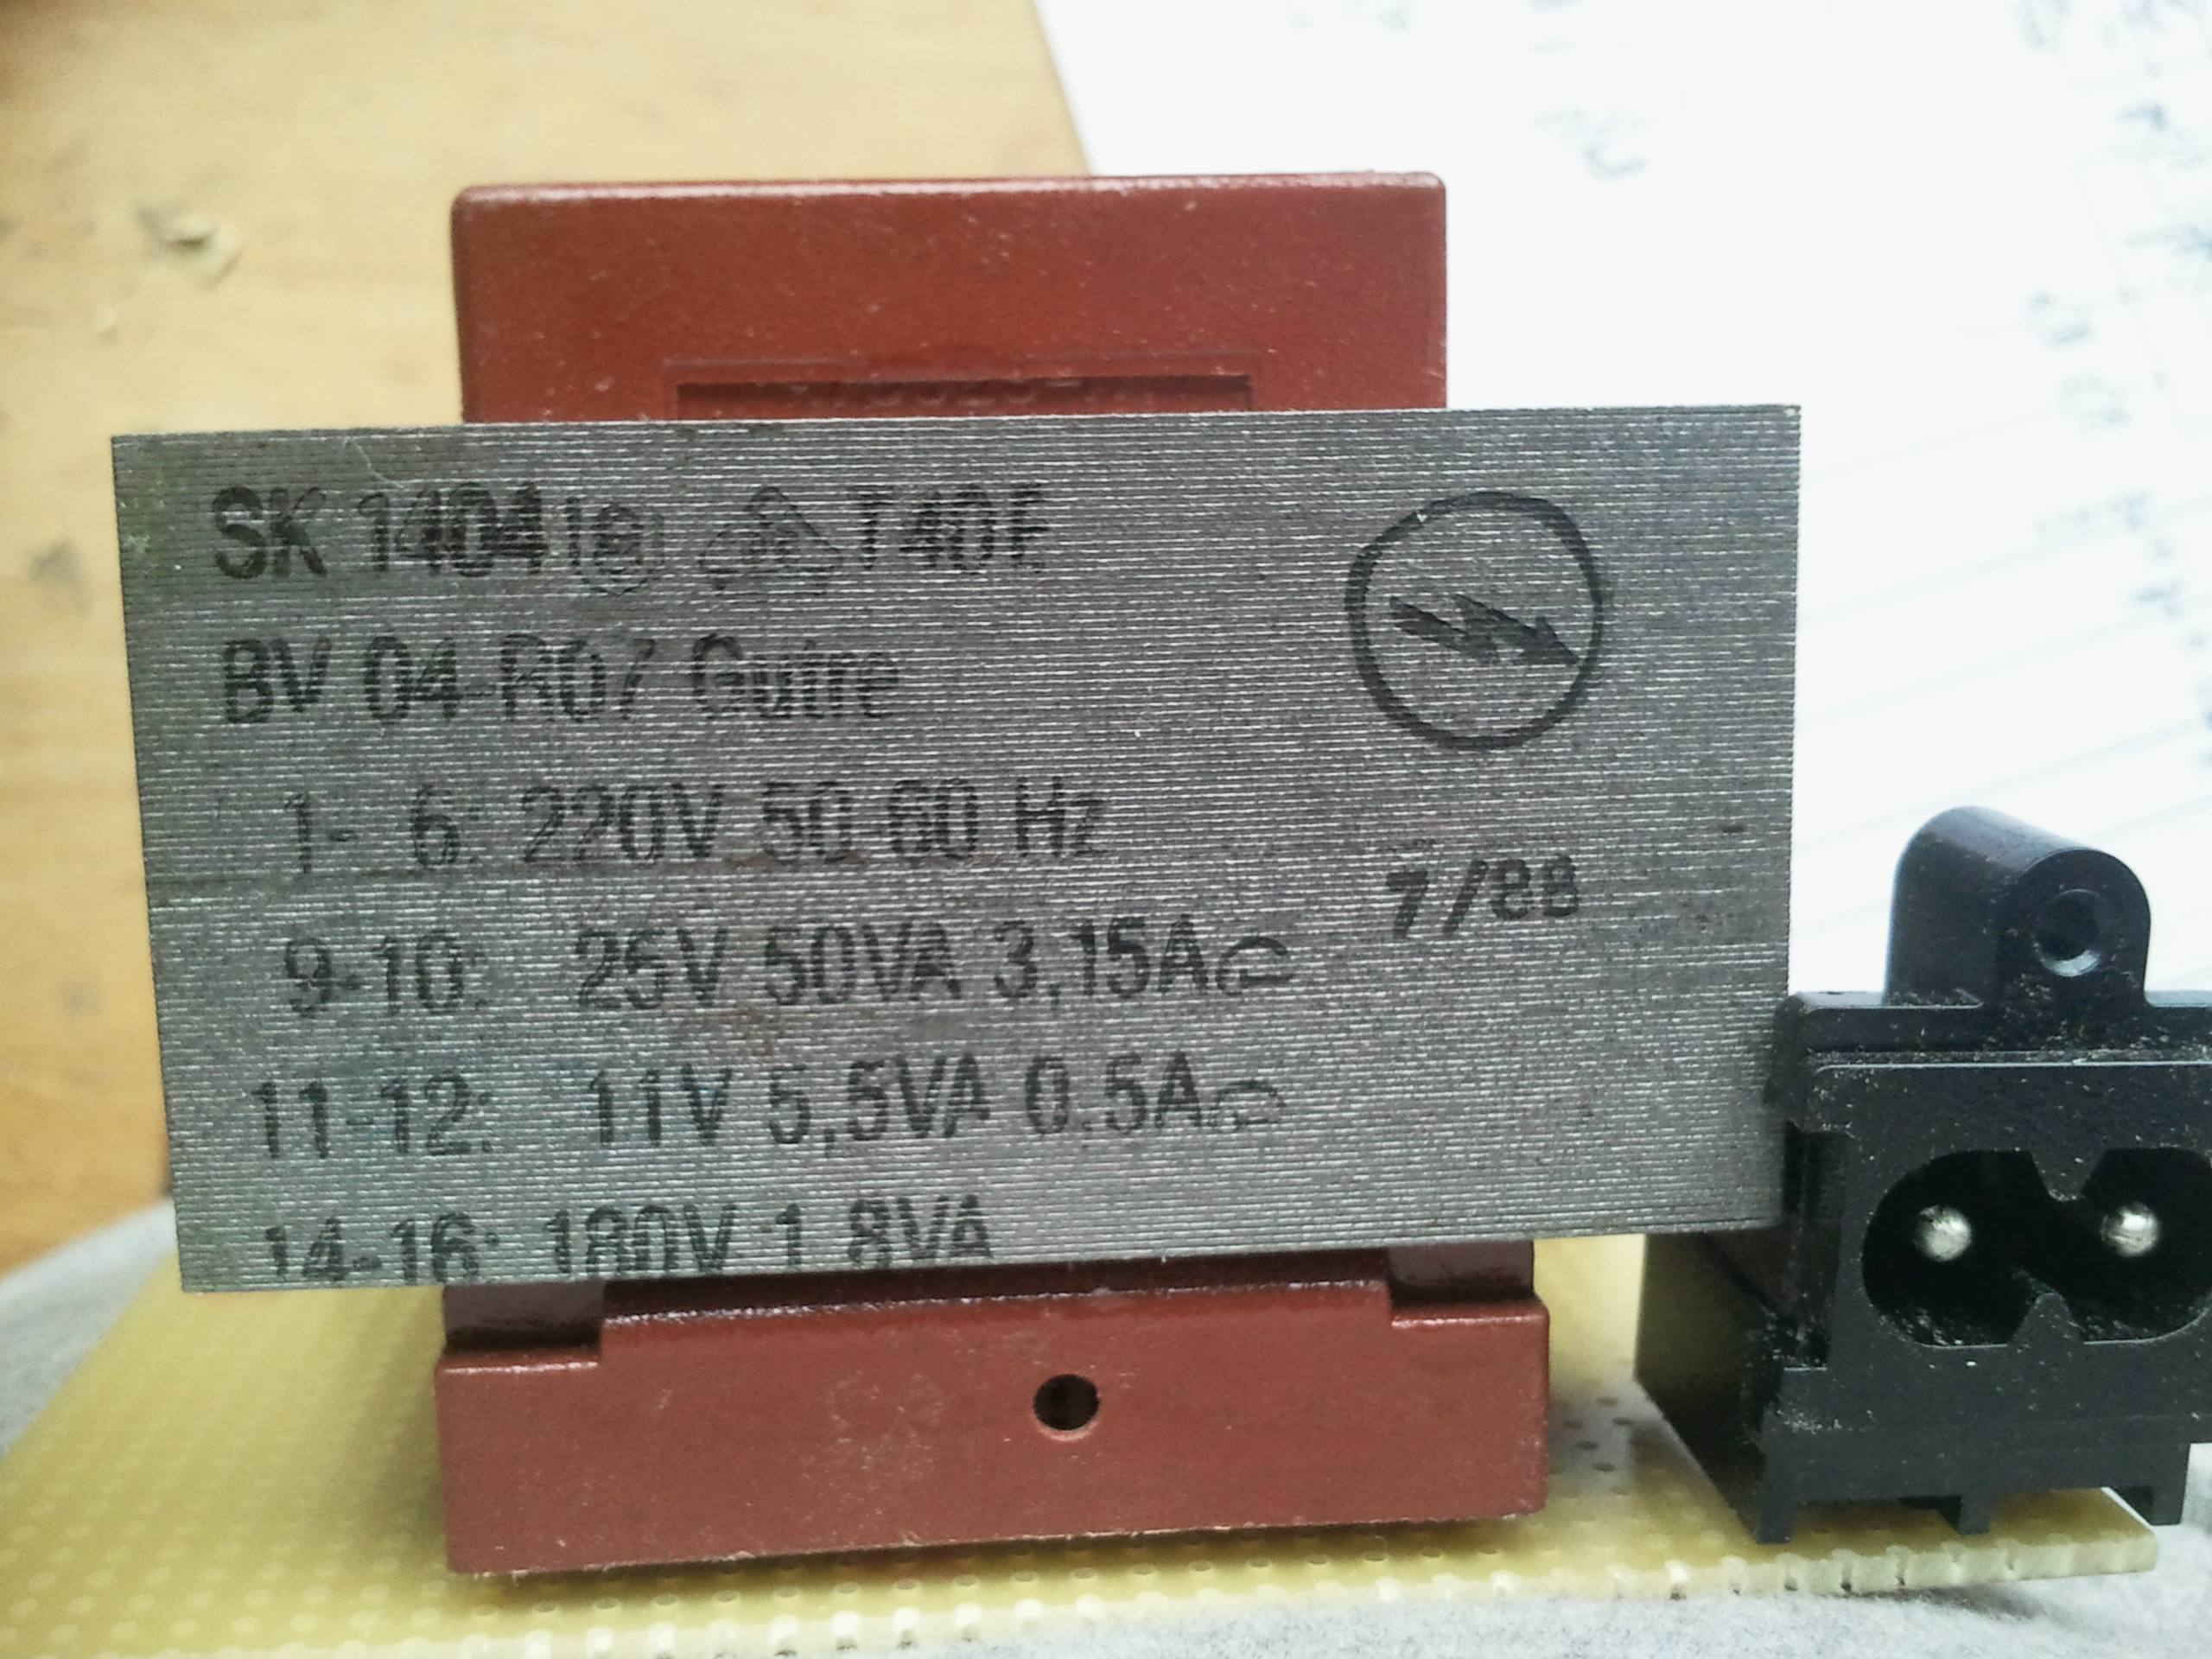 SK 1404 T40F
BV 04-R07 Gutre
1- 6: 220V 50-60 Hz
7/88
9-10: 25V 50VA 3,15A
11-12: 11V 5,5VA 0.5A
14-16: 180V 1,8VA